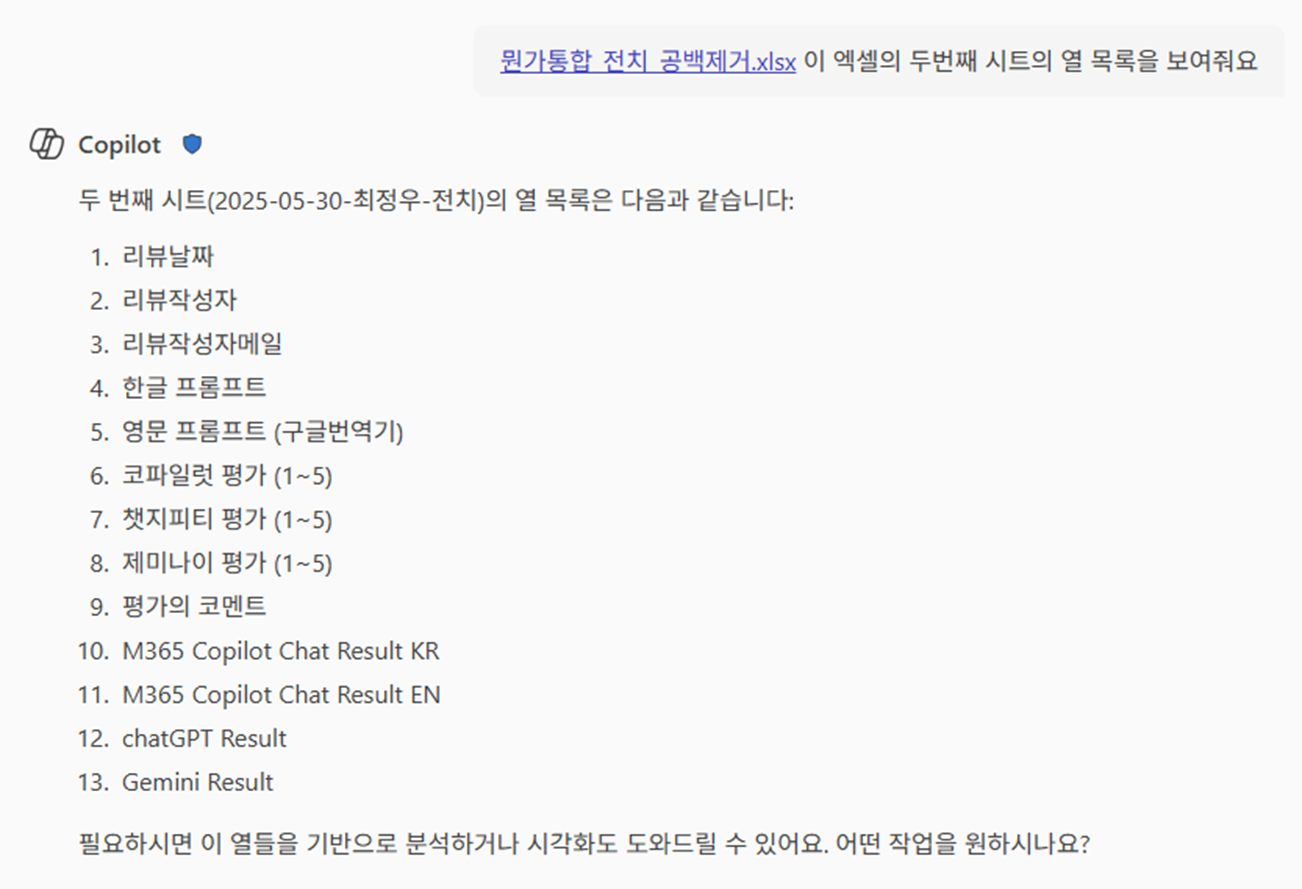 뭔가통합_전치_공백제거.xlsx 이 엑셀의 두번째 시트의 열 목록을 보여줘요
Copilot
두 번째 시트(2025-05-30-최정우-전치)의 열 목록은 다음과 같습니다:
1. 리뷰날짜
2. 리뷰작성자
3. 리뷰작성자메일
4. 한글 프롬프트
5. 영문 프롬프트 (구글번역기)
6. 코파일럿 평가 (1~5)
7. 챗지피티 평가 (1~5)
8. 제미나이 평가 (1~5)
9. 평가의 코멘트
10. M365 Copilot Chat Result KR
11. M365 Copilot Chat Result EN
12. chatGPT Result
13. Gemini Result
필요하시면 이 열들을 기반으로 분석하거나 시각화도 도와드릴 수 있어요. 어떤 작업을 원하시나요?